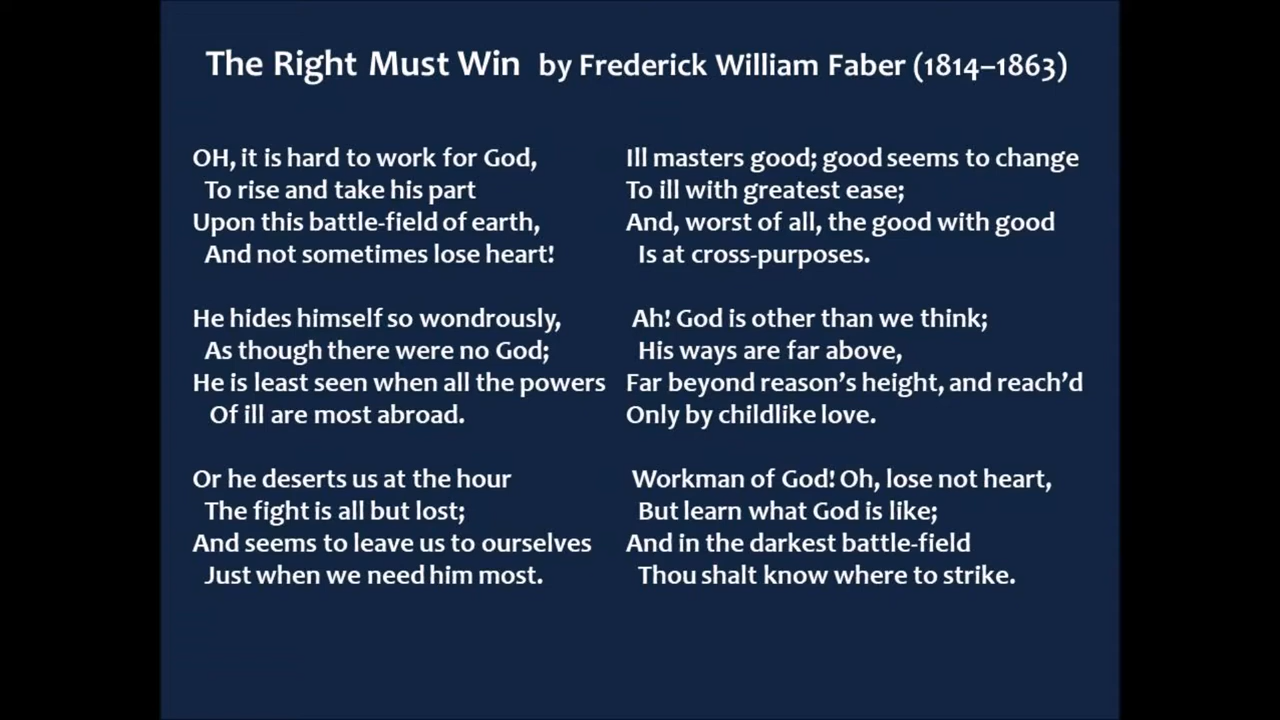 The Right Must Win by Frederick William Faber (1814–1863)
OH, it is hard to work for God,
To rise and take his part
Upon this battle-field of earth,
And not sometimes lose heart!
He hides himself so wondrously,
As though there were no God;
He is least seen when all the powers
Of ill are most abroad.
Or he deserts us at the hour
The fight is all but lost;
And seems to leave us to ourselves
Just when we need him most.
Ill masters good; good seems to change
To ill with greatest ease;
And, worst of all, the good with good
Is at cross-purposes.
Ah! God is other than we think;
His ways are far above,
Far beyond reason’s height, and reach’d
Only by childlike love.
Workman of God! Oh, lose not heart,
But learn what God is like;
And in the darkest battle-field
Thou shalt know where to strike.